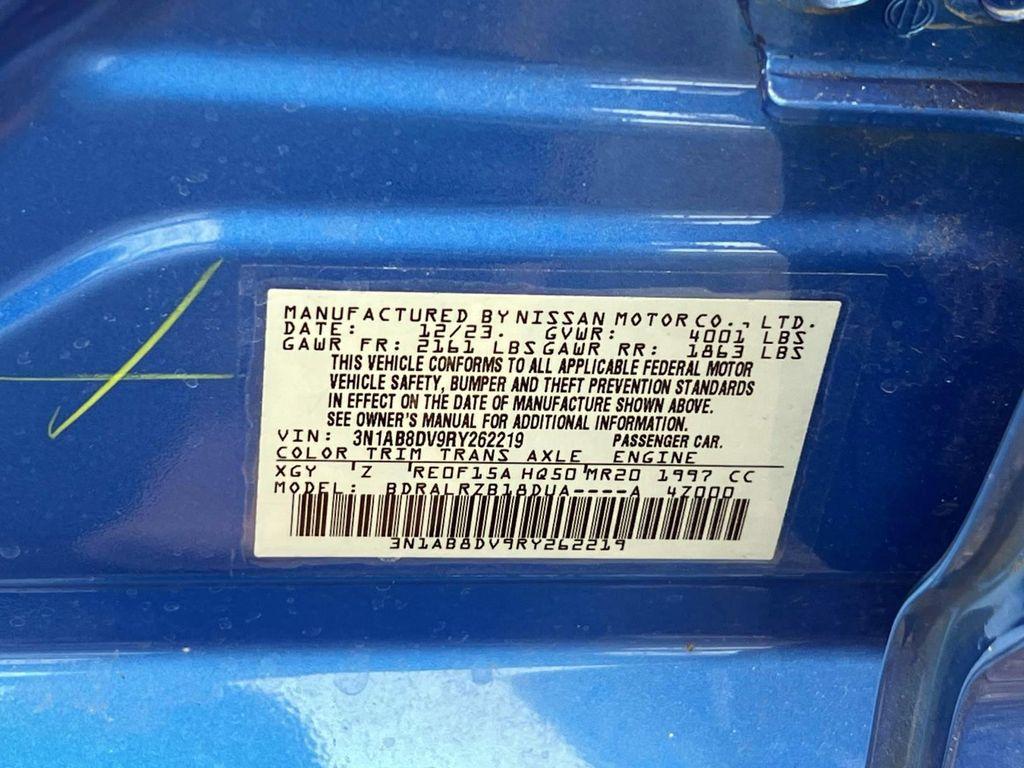 MANUFACTURED BY NISSAN MOTOR CO., LTD.
DATE: 12/23. GVWR: 4001 LBS
GAWR FR: 2161 LBS GAWR RR: 1863 LBS
THIS VEHICLE CONFORMS TO ALL APPLICABLE FEDERAL MOTOR
VEHICLE SAFETY, BUMPER AND THEFT PREVENTION STANDARDS
IN EFFECT ON THE DATE OF MANUFACTURE SHOWN ABOVE.
SEE OWNER'S MANUAL FOR ADDITIONAL INFORMATION.
VIN: 3N1AB8DV9RY262219 PASSENGER CAR.
COLOR TRIM TRANS AXLE ENGINE
XGY Z RE0F15A HQ50 MR20 1997 CC
MODEL: BDRALRZB18DUA----A 4Z000
3N1AB8DV9RY262219